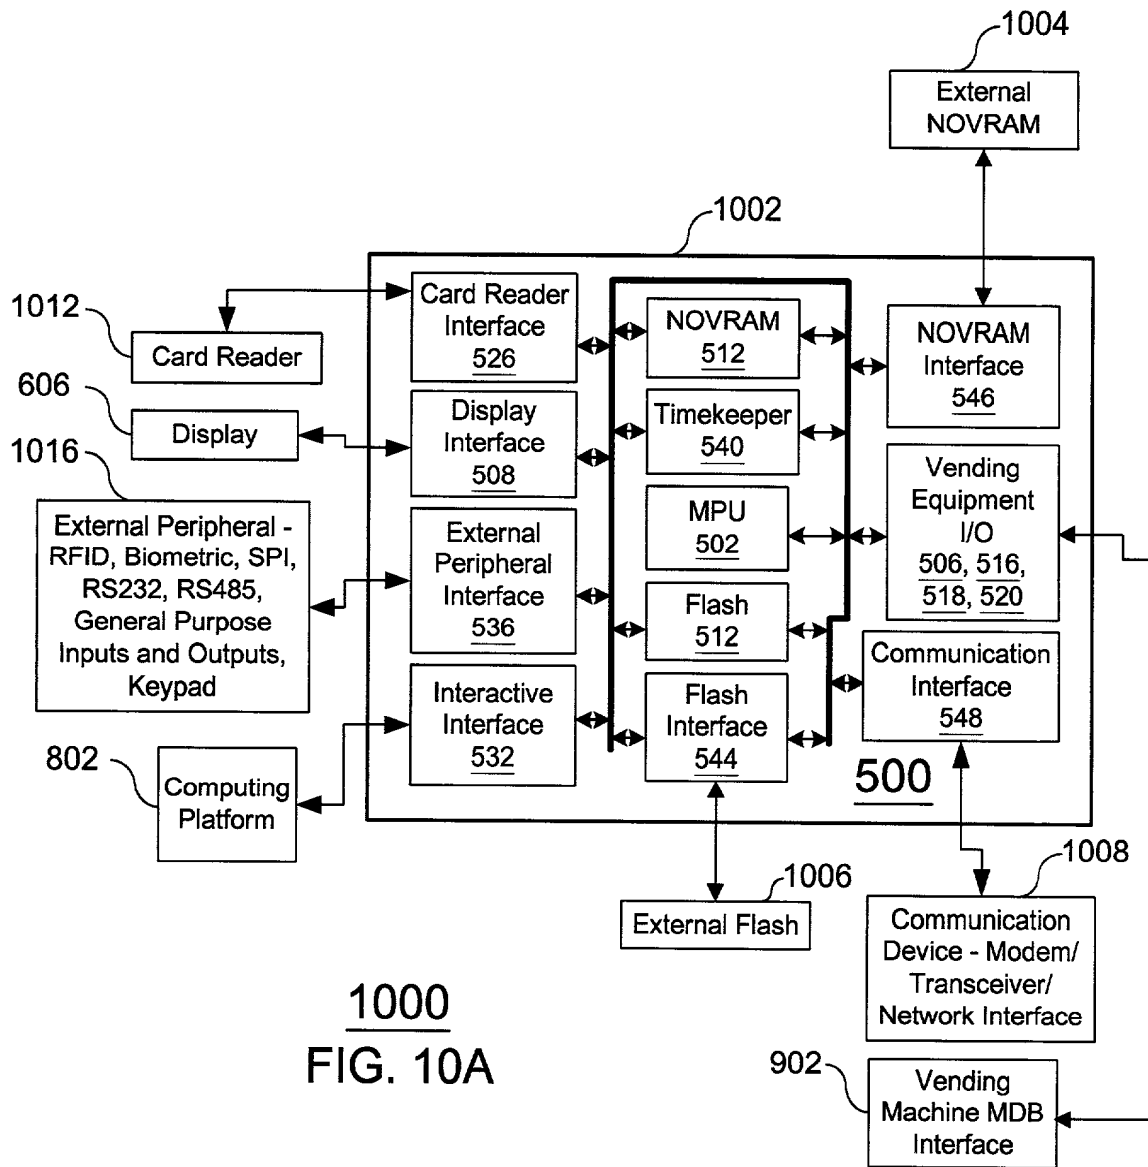 1004
External
NOVRAM
1002
1012
Card Reader
606
Display
1016
External Peripheral -
RFID, Biometric, SPI,
RS232, RS485,
General Purpose
Inputs and Outputs,
Keypad
802
Computing
Platform
Card Reader
Interface
526
Display
Interface
508
External
Peripheral
Interface
536
Interactive
Interface
532
NOVRAM
512
Timekeeper
540
MPU
502
Flash
512
Flash
Interface
544
NOVRAM
Interface
546
Vending
Equipment
I/O
506, 516,
518, 520
Communication
Interface
548
500
1006
External Flash
1008
Communication
Device - Modem/
Transceiver/
Network Interface
902
Vending
Machine MDB
Interface
1000
FIG. 10A